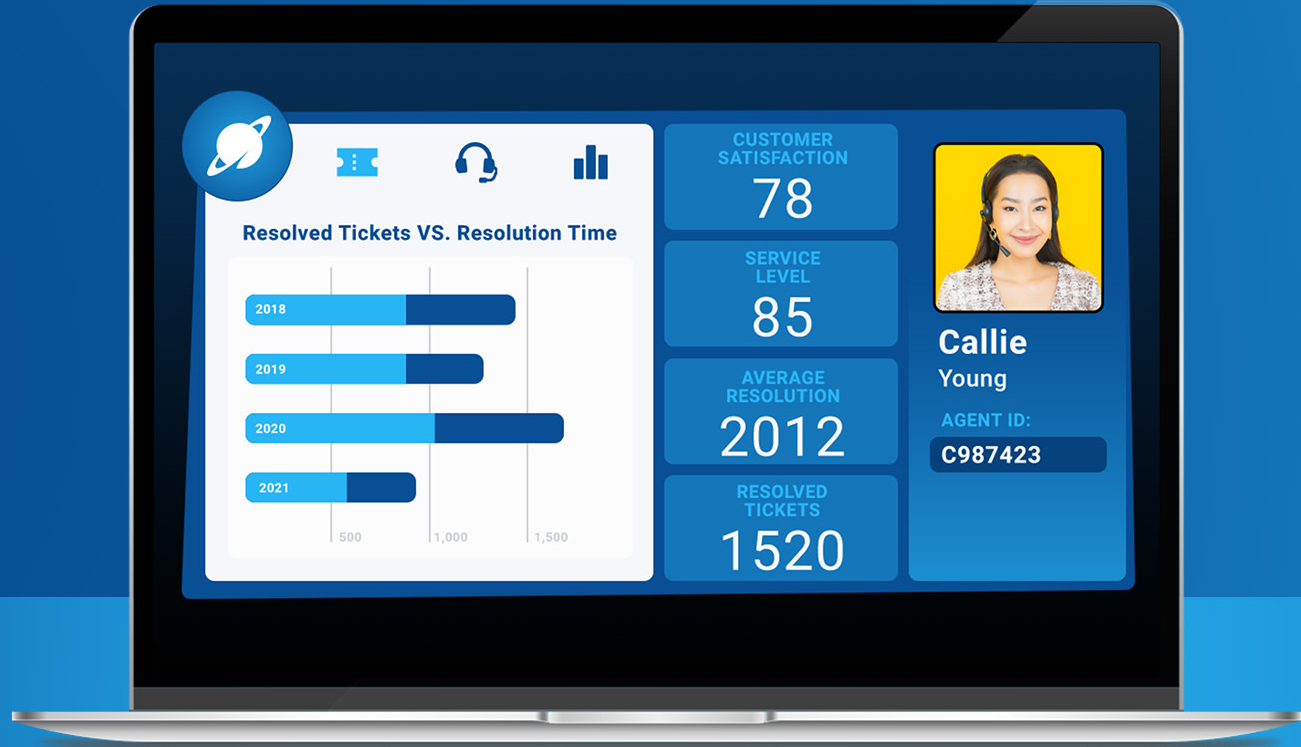 Resolved Tickets VS. Resolution Time
2018
2019
2020
2021
500
1,000
1,500
CUSTOMER
SATISFACTION
78
SERVICE
LEVEL
85
AVERAGE
RESOLUTION
2012
RESOLVED
TICKETS
1520
Callie
Young
AGENT ID:
C987423